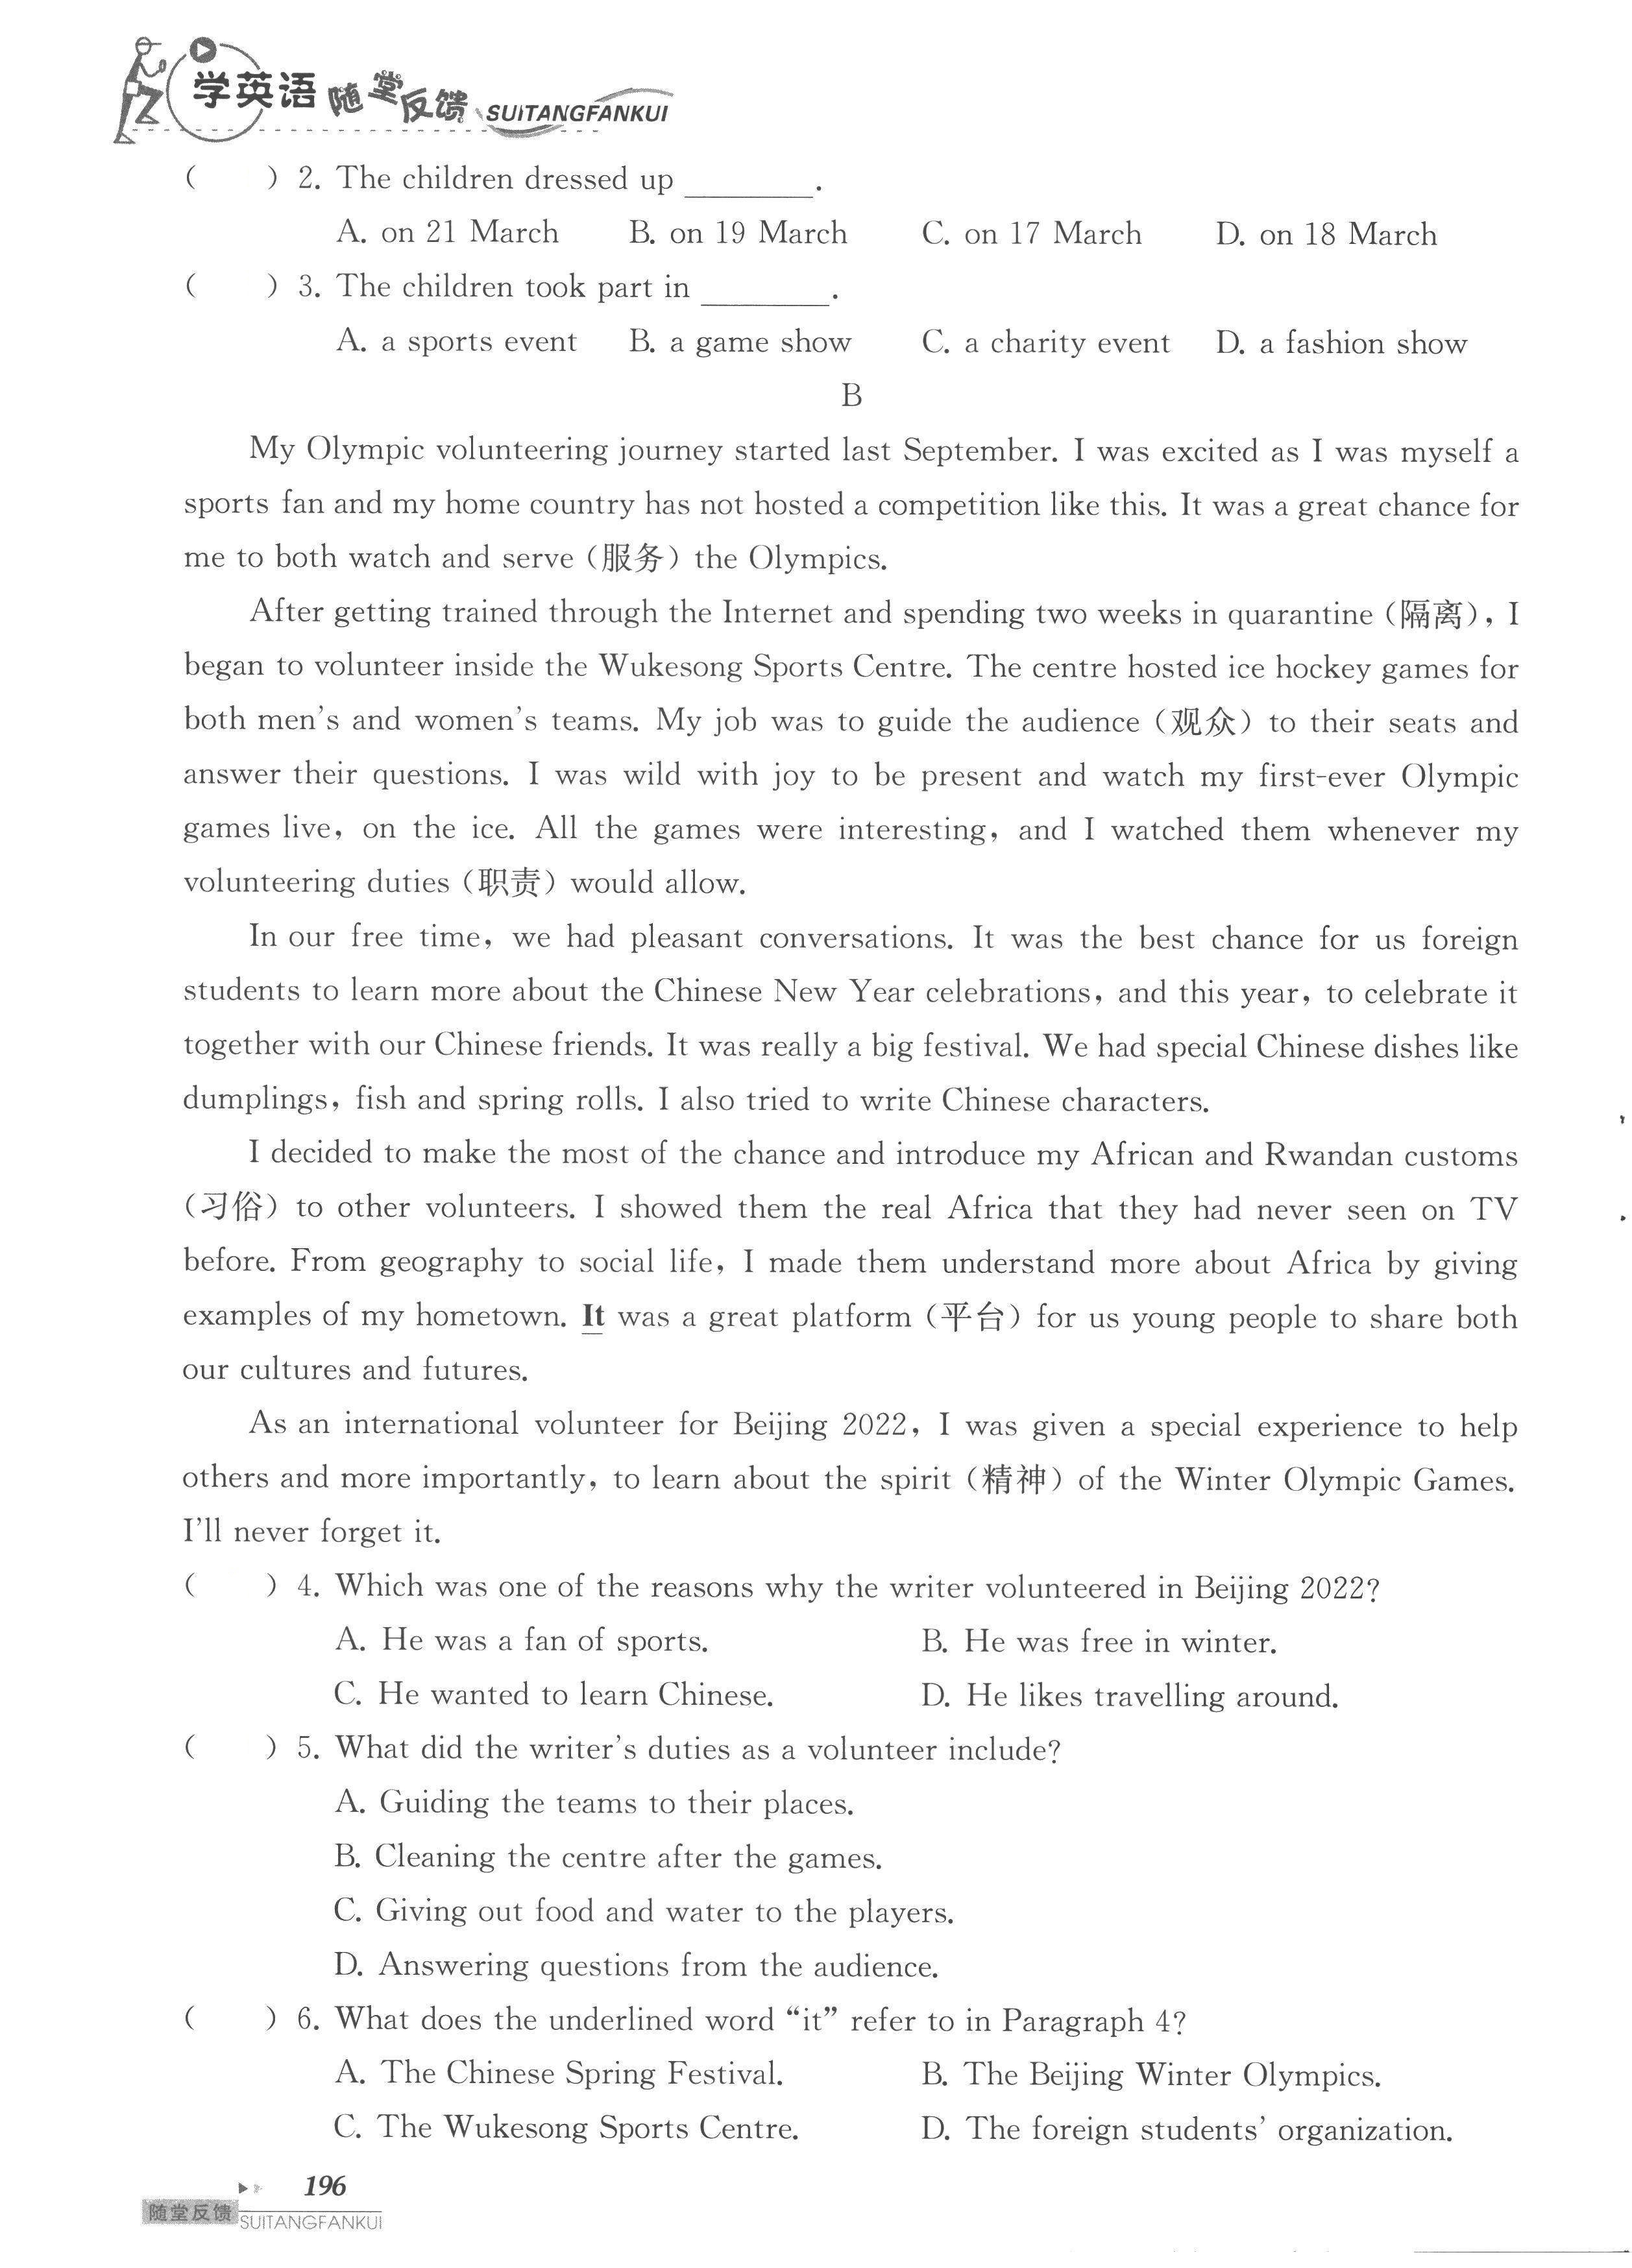 学英语 随堂反馈 SUITANGFANKUI
(      ) 2. The children dressed up ________.
A. on 21 March    B. on 19 March    C. on 17 March    D. on 18 March
(      ) 3. The children took part in ________.
A. a sports event    B. a game show    C. a charity event    D. a fashion show
B
My Olympic volunteering journey started last September. I was excited as I was myself a
sports fan and my home country has not hosted a competition like this. It was a great chance for
me to both watch and serve（服务）the Olympics.
After getting trained through the Internet and spending two weeks in quarantine（隔离）, I
began to volunteer inside the Wukesong Sports Centre. The centre hosted ice hockey games for
both men's and women's teams. My job was to guide the audience（观众）to their seats and
answer their questions. I was wild with joy to be present and watch my first-ever Olympic
games live, on the ice. All the games were interesting, and I watched them whenever my
volunteering duties（职责）would allow.
In our free time, we had pleasant conversations. It was the best chance for us foreign
students to learn more about the Chinese New Year celebrations, and this year, to celebrate it
together with our Chinese friends. It was really a big festival. We had special Chinese dishes like
dumplings, fish and spring rolls. I also tried to write Chinese characters.
I decided to make the most of the chance and introduce my African and Rwandan customs
（习俗）to other volunteers. I showed them the real Africa that they had never seen on TV
before. From geography to social life, I made them understand more about Africa by giving
examples of my hometown. It was a great platform（平台）for us young people to share both
our cultures and futures.
As an international volunteer for Beijing 2022, I was given a special experience to help
others and more importantly, to learn about the spirit（精神）of the Winter Olympic Games.
I'll never forget it.
(      ) 4. Which was one of the reasons why the writer volunteered in Beijing 2022?
A. He was a fan of sports.    B. He was free in winter.
C. He wanted to learn Chinese.    D. He likes travelling around.
(      ) 5. What did the writer's duties as a volunteer include?
A. Guiding the teams to their places.
B. Cleaning the centre after the games.
C. Giving out food and water to the players.
D. Answering questions from the audience.
(      ) 6. What does the underlined word “it” refer to in Paragraph 4?
A. The Chinese Spring Festival.    B. The Beijing Winter Olympics.
C. The Wukesong Sports Centre.    D. The foreign students' organization.
196
随堂反馈 SUITANGFANKUI